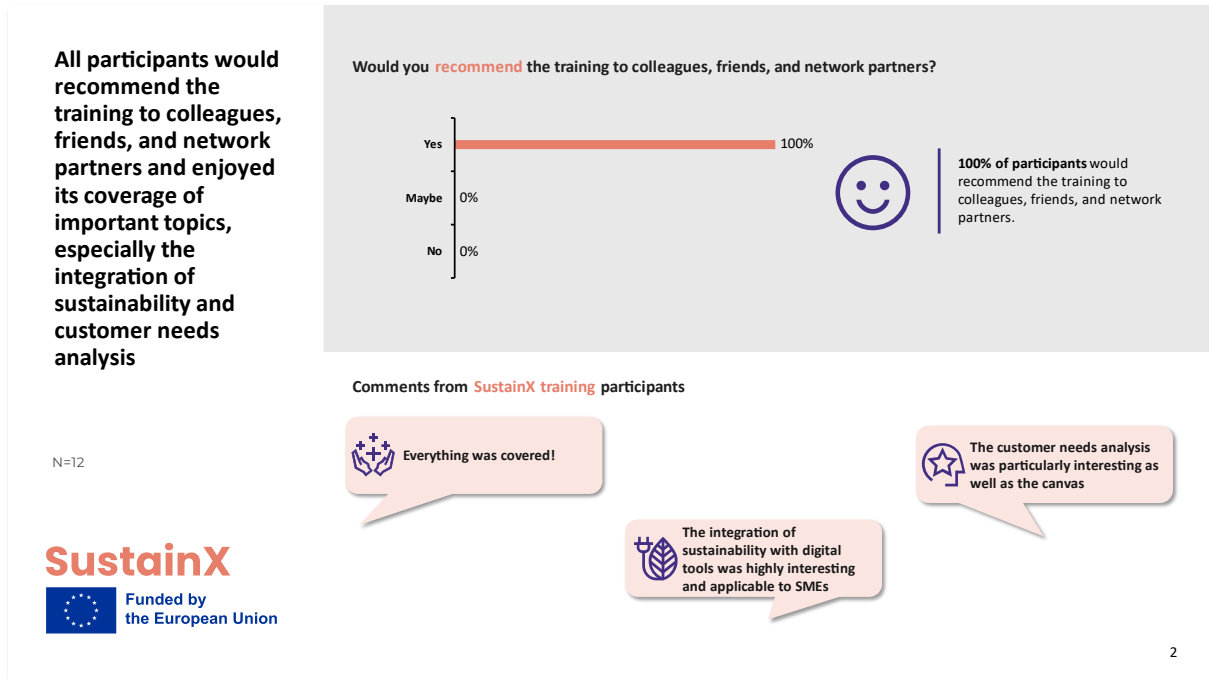 All participants would
recommend the
training to colleagues,
friends, and network
partners and enjoyed
its coverage of
important topics,
especially the
integration of
sustainability and
customer needs
analysis
N=12
SustainX
Funded by
the European Union
Would you recommend the training to colleagues, friends, and network partners?
Yes 100%
Maybe 0%
No 0%
100% of participants would
recommend the training to
colleagues, friends, and network
partners.
Comments from SustainX training participants
Everything was covered!
The integration of
sustainability with digital
tools was highly interesting
and applicable to SMEs
The customer needs analysis
was particularly interesting as
well as the canvas
2